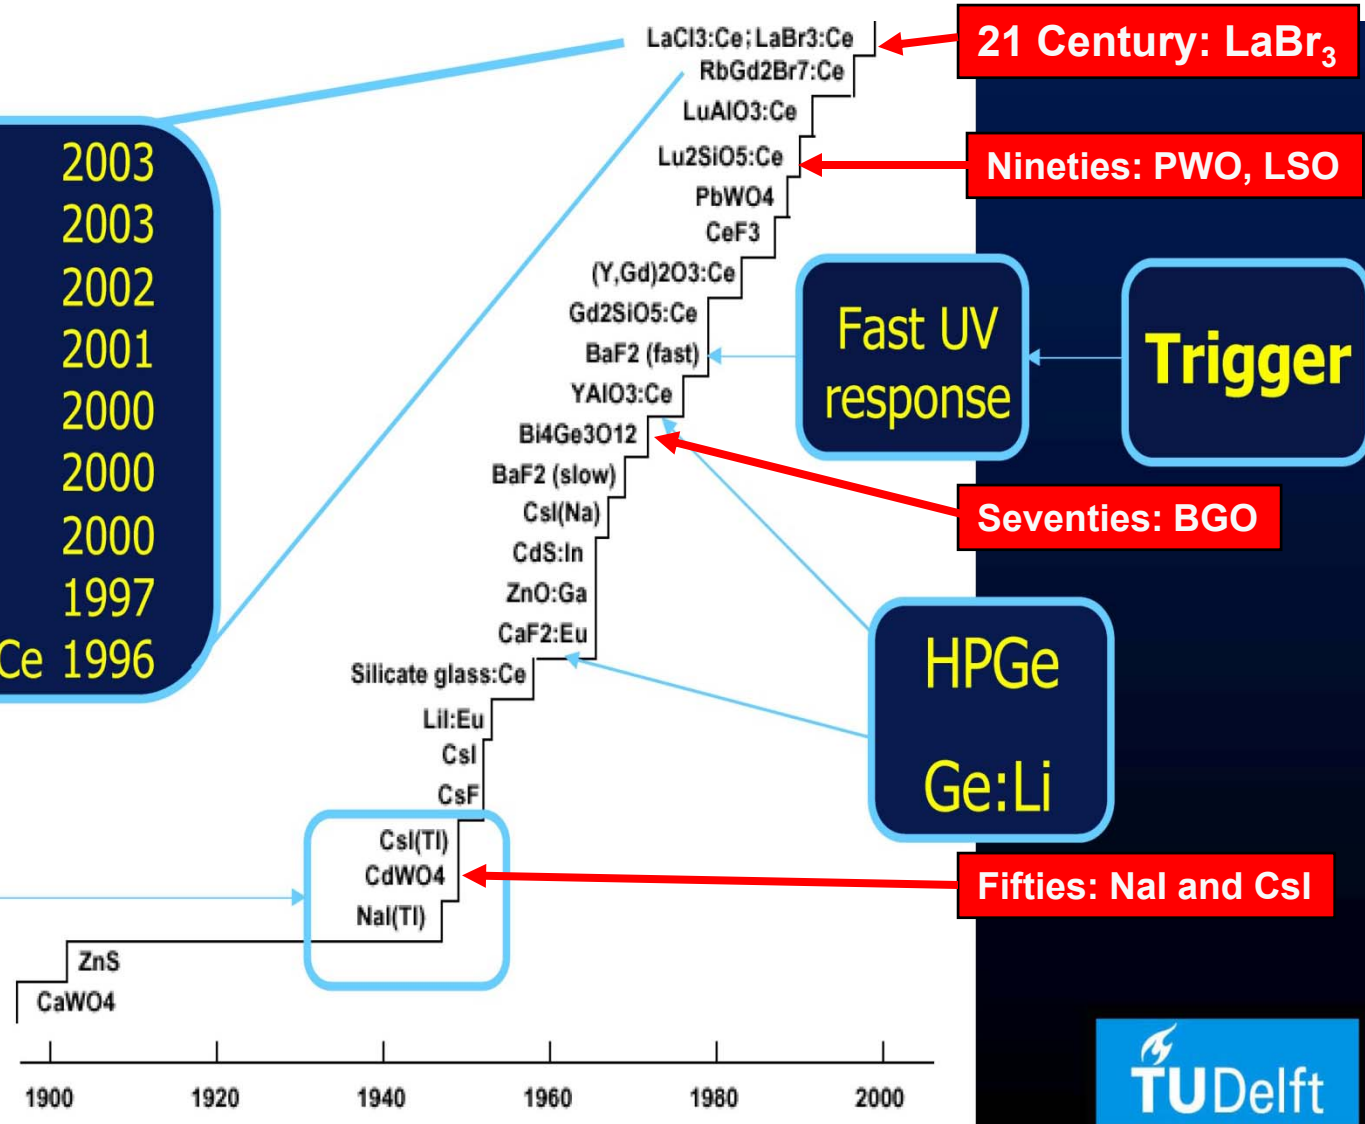 LaCl3:Ce;LaBr3:Ce
21 Century: LaBr₃
RbGd2Br7:Ce
LuAlO3:Ce
Lu2SiO5:Ce
Nineties: PWO, LSO
PbWO4
CeF3
(Y,Gd)2O3:Ce
Gd2SiO5:Ce
BaF2 (fast)
Fast UV
response
Trigger
YAlO3:Ce
Bi4Ge3O12
BaF2 (slow)
Seventies: BGO
CsI(Na)
CdS:In
ZnO:Ga
CaF2:Eu
Silicate glass:Ce
HPGe
Ge:Li
LiI:Eu
CsI
CsF
CsI(Tl)
CdWO4
NaI(Tl)
Fifties: NaI and CsI
ZnS
CaWO4
2003
2003
2002
2001
2000
2000
2000
1997
Ce 1996
1900 1920 1940 1960 1980 2000
TUDelft